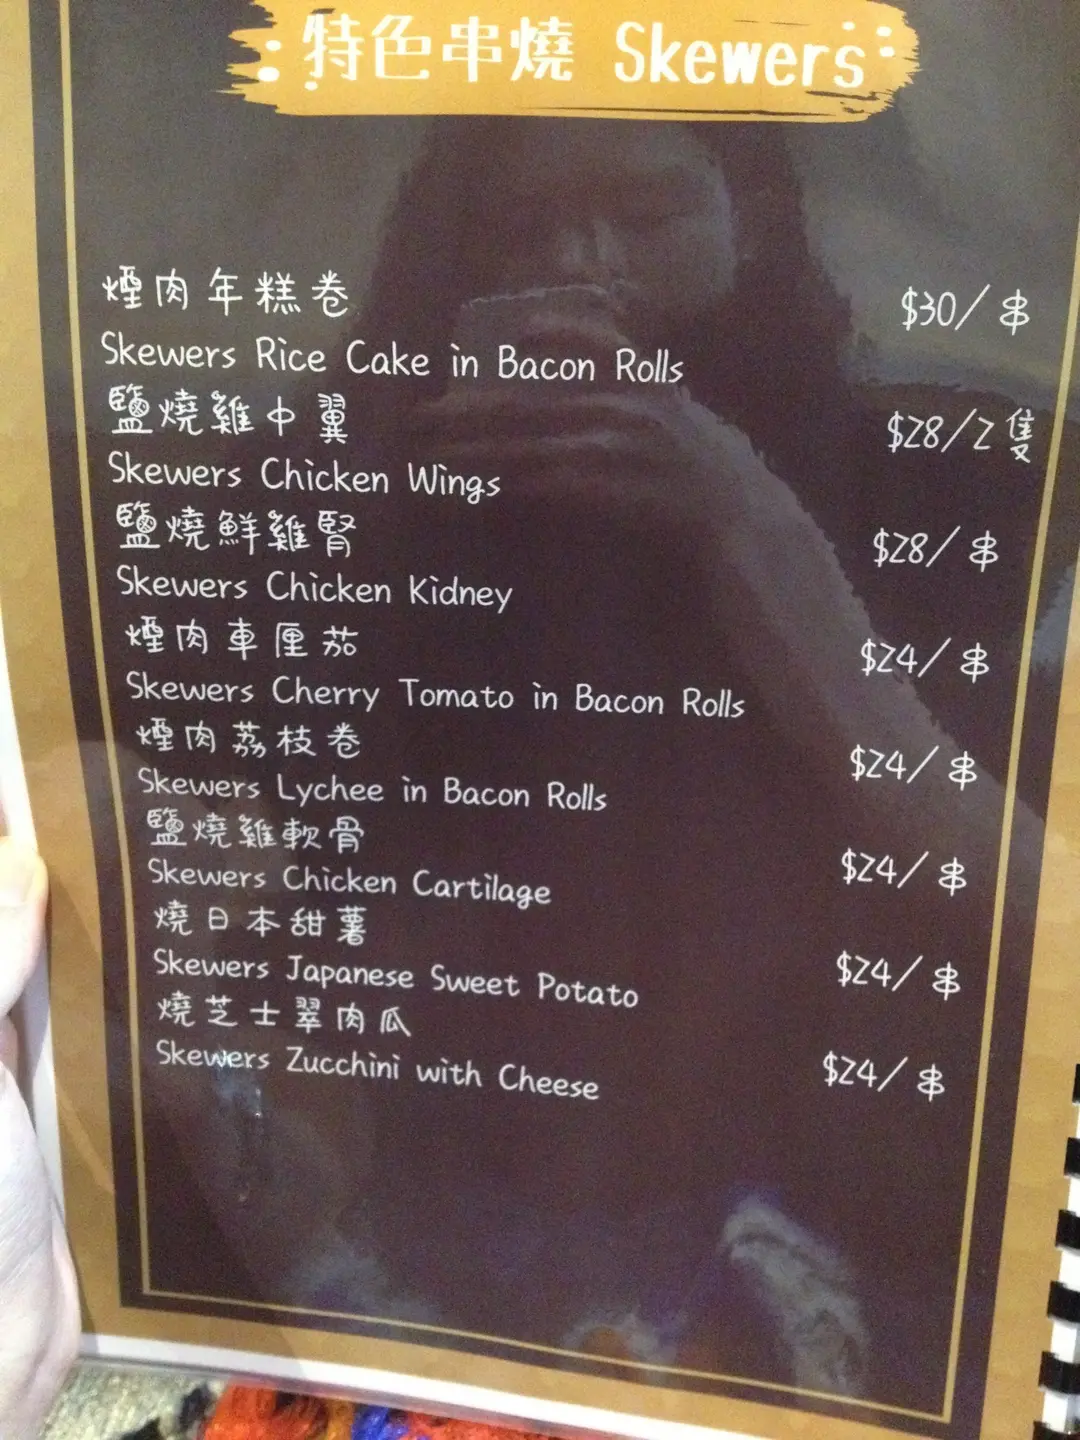 特色串燒 Skewers
煙肉年糕卷 $30/串
Skewers Rice Cake in Bacon Rolls
鹽燒雞中翼 $28/2隻
Skewers Chicken Wings
鹽燒鮮雞腎 $28/串
Skewers Chicken Kidney
煙肉車厘茄 $24/串
Skewers Cherry Tomato in Bacon Rolls
煙肉荔枝卷 $24/串
Skewers Lychee in Bacon Rolls
鹽燒雞軟骨 $24/串
Skewers Chicken Cartilage
燒日本甜薯 $24/串
Skewers Japanese Sweet Potato
燒芝士翠肉瓜 $24/串
Skewers Zucchini with Cheese